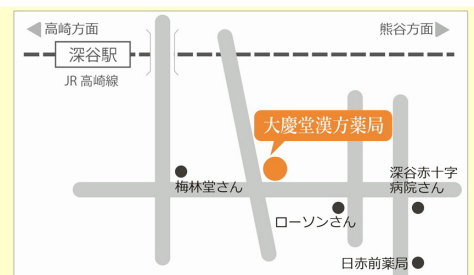 高崎方面
熊谷方面
深谷駅
JR 高崎線
大慶堂漢方薬局
深谷赤十字
病院さん
梅林堂さん
ローソンさん
日赤前薬局